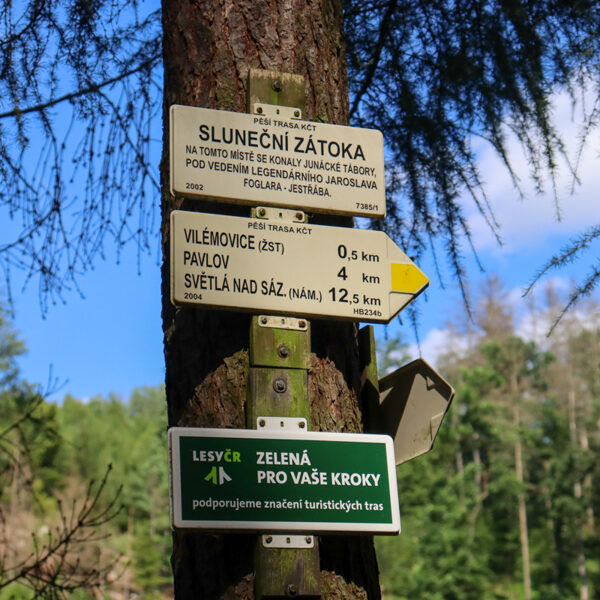 PĚŠÍ TRASA KČT
SLUNEČNÍ ZÁTOKA
NA TOMTO MÍSTĚ SE KONALY JUNÁCKÉ TÁBORY,
POD VEDENÍM LEGENDÁRNÍHO JAROSLAVA
FOGLARA - JESTŘÁBA.
2002 7385/1
PĚŠÍ TRASA KČT
VILÉMOVICE (ŽST) 0,5 KM
PAVLOV 4 KM
SVĚTLÁ NAD SÁZ. (NÁM.) 12,5 KM
2004 HB234b
LESYČR
ZELENÁ
PRO VAŠE KROKY
podporujeme značení turistických tras